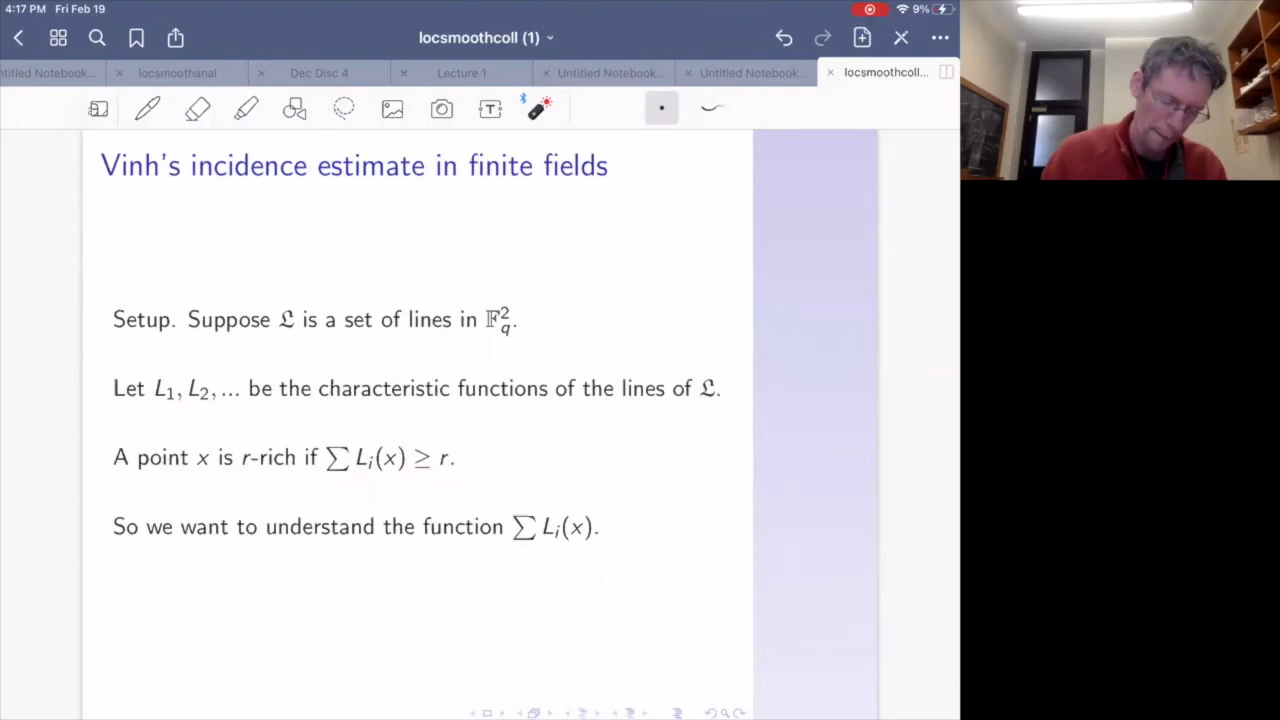 4:17 PM Fri Feb 19
9%
locsmoothcoll (1)
ntitled Notebook...
locsmoothanal
Dec Disc 4
Lecture 1
Untitled Notebook...
Untitled Notebook...
locsmoothcoll...
Vinh's incidence estimate in finite fields
Setup. Suppose 𝔏 is a set of lines in 𝔽_q^2.
Let L_1, L_2, ... be the characteristic functions of the lines of 𝔏.
A point x is r-rich if ∑ L_i(x) ≥ r.
So we want to understand the function ∑ L_i(x).